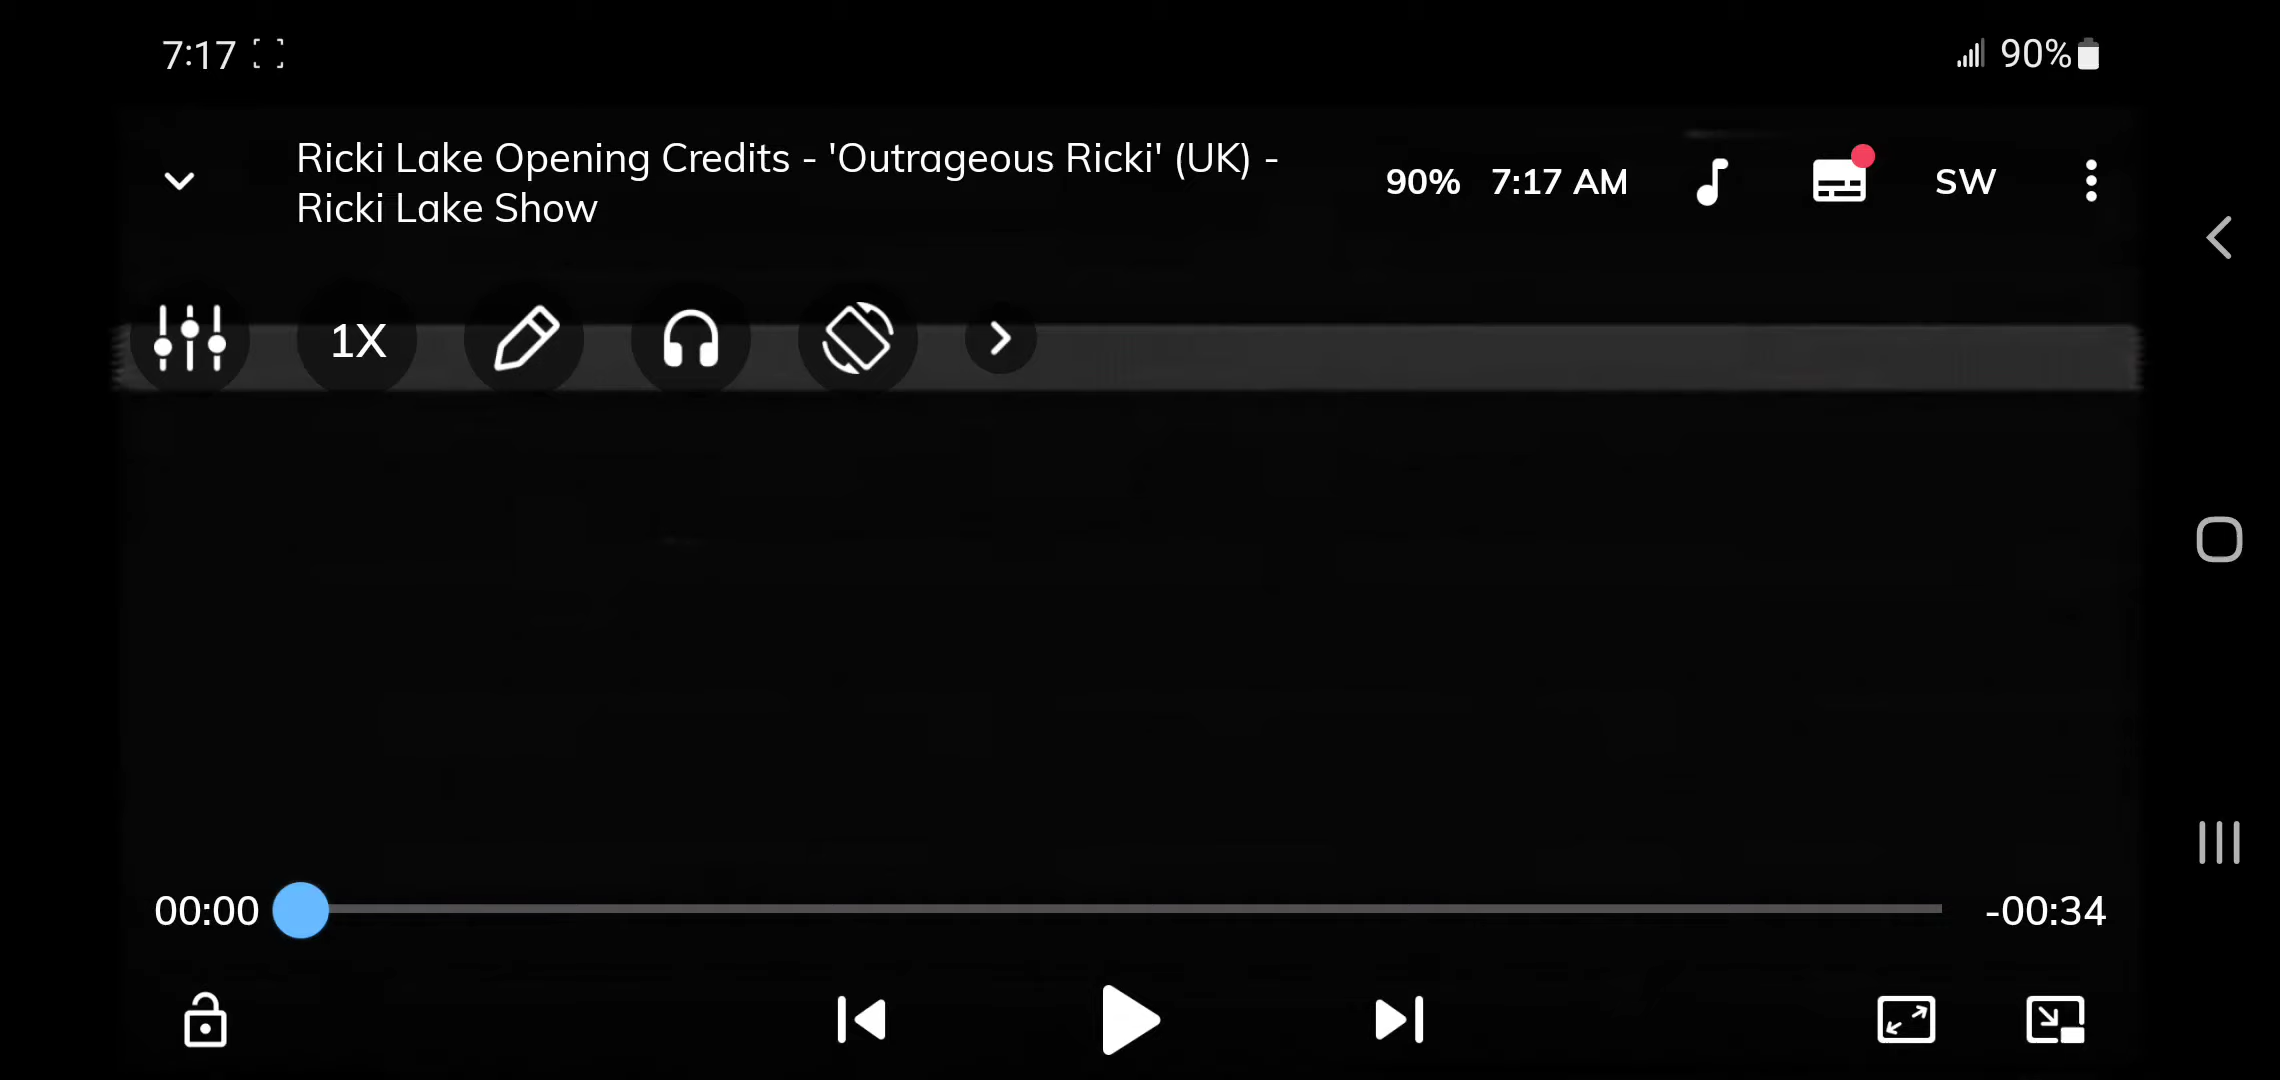 7:17
90%
Ricki Lake Opening Credits - 'Outrageous Ricki' (UK) -
Ricki Lake Show
90% 7:17 AM
SW
1X
00:00
-00:34